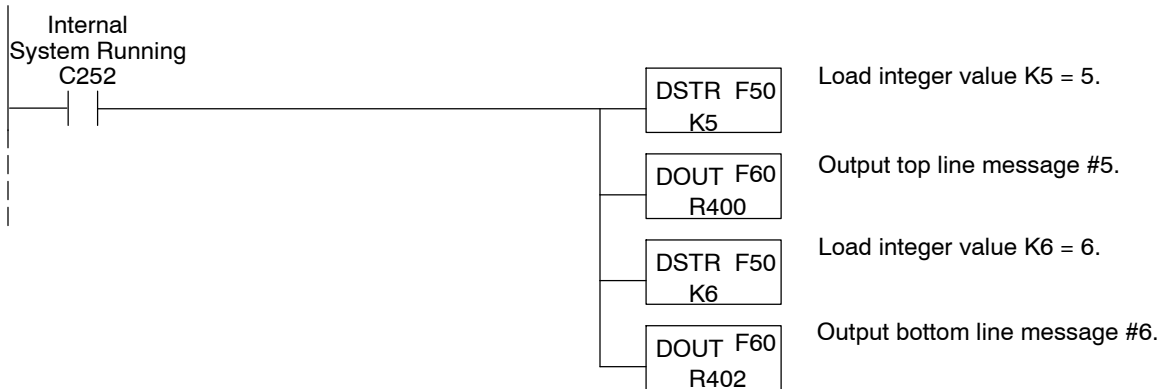 Internal
System Running
C252
DSTR F50
K5
Load integer value K5 = 5.
DOUT F60
R400
Output top line message #5.
DSTR F50
K6
Load integer value K6 = 6.
DOUT F60
R402
Output bottom line message #6.